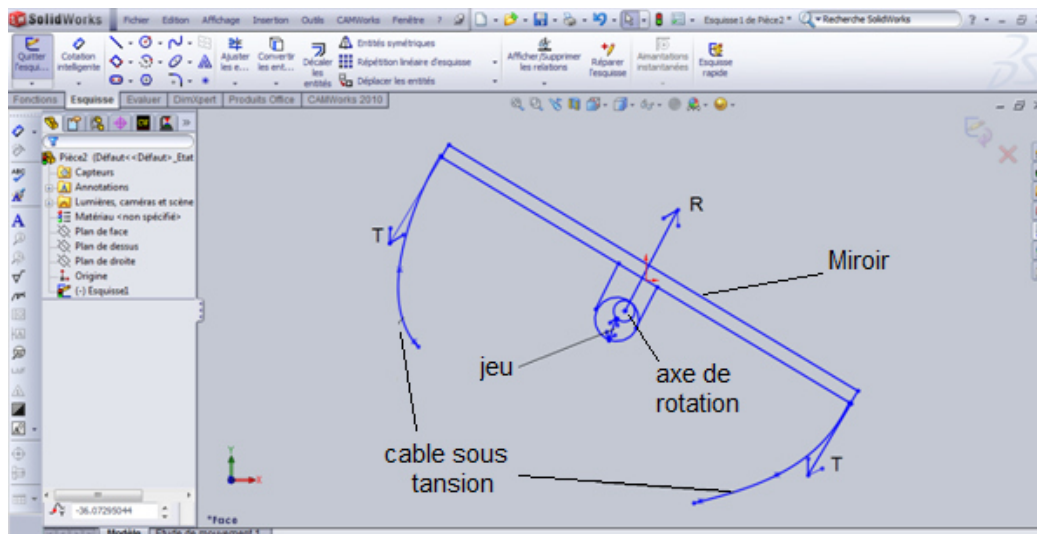 SolidWorks Fichier Edition Affichage Insertion Outils CAMWorks Fenêtre ? Esquisse1 de Pièce2 * Recherche SolidWorks
Quitter l'esqui...
Cotation intelligente
Ajuster les e...
Convertir les ent...
Décaler les entités
Entités symétriques
Répétition linéaire d'esquisse
Déplacer les entités
Afficher/Supprimer les relations
Réparer l'esquisse
Aimantations instantanées
Esquisse rapide
Fonctions Esquisse Evaluer DimXpert Produits Office CAMWorks 2010
Pièce2 (Défaut<<Défaut>_Etat
Capteurs
Annotations
Lumières, caméras et scène
Matériau <non spécifié>
Plan de face
Plan de dessus
Plan de droite
Origine
(-) Esquisse1
R
T
Miroir
jeu
axe de
rotation
cable sous
tansion
T
Y
X
-36.07295044
*Face
Modèle Etude de mouvement 1